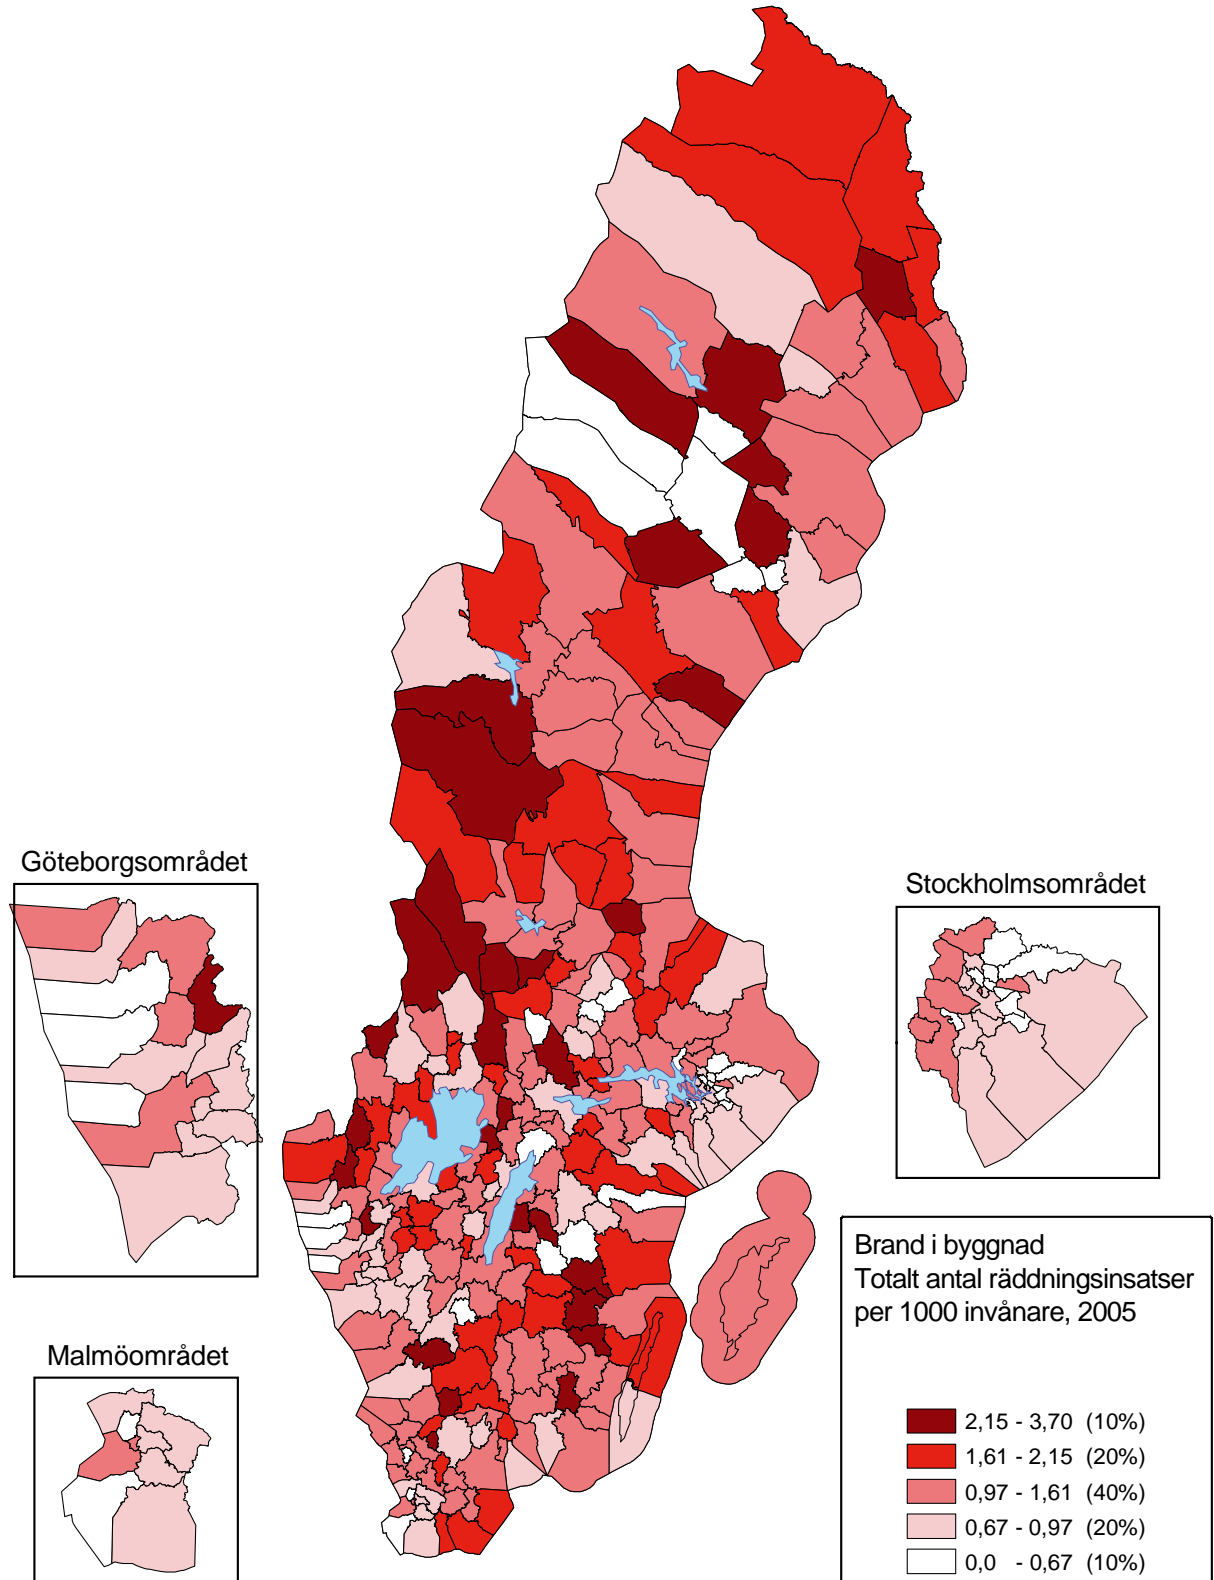 Göteborgsområdet
Stockholmsområdet
Malmöområdet
Brand i byggnad
Totalt antal räddningsinsatser
per 1000 invånare, 2005
2,15 - 3,70 (10%)
1,61 - 2,15 (20%)
0,97 - 1,61 (40%)
0,67 - 0,97 (20%)
0,0 - 0,67 (10%)